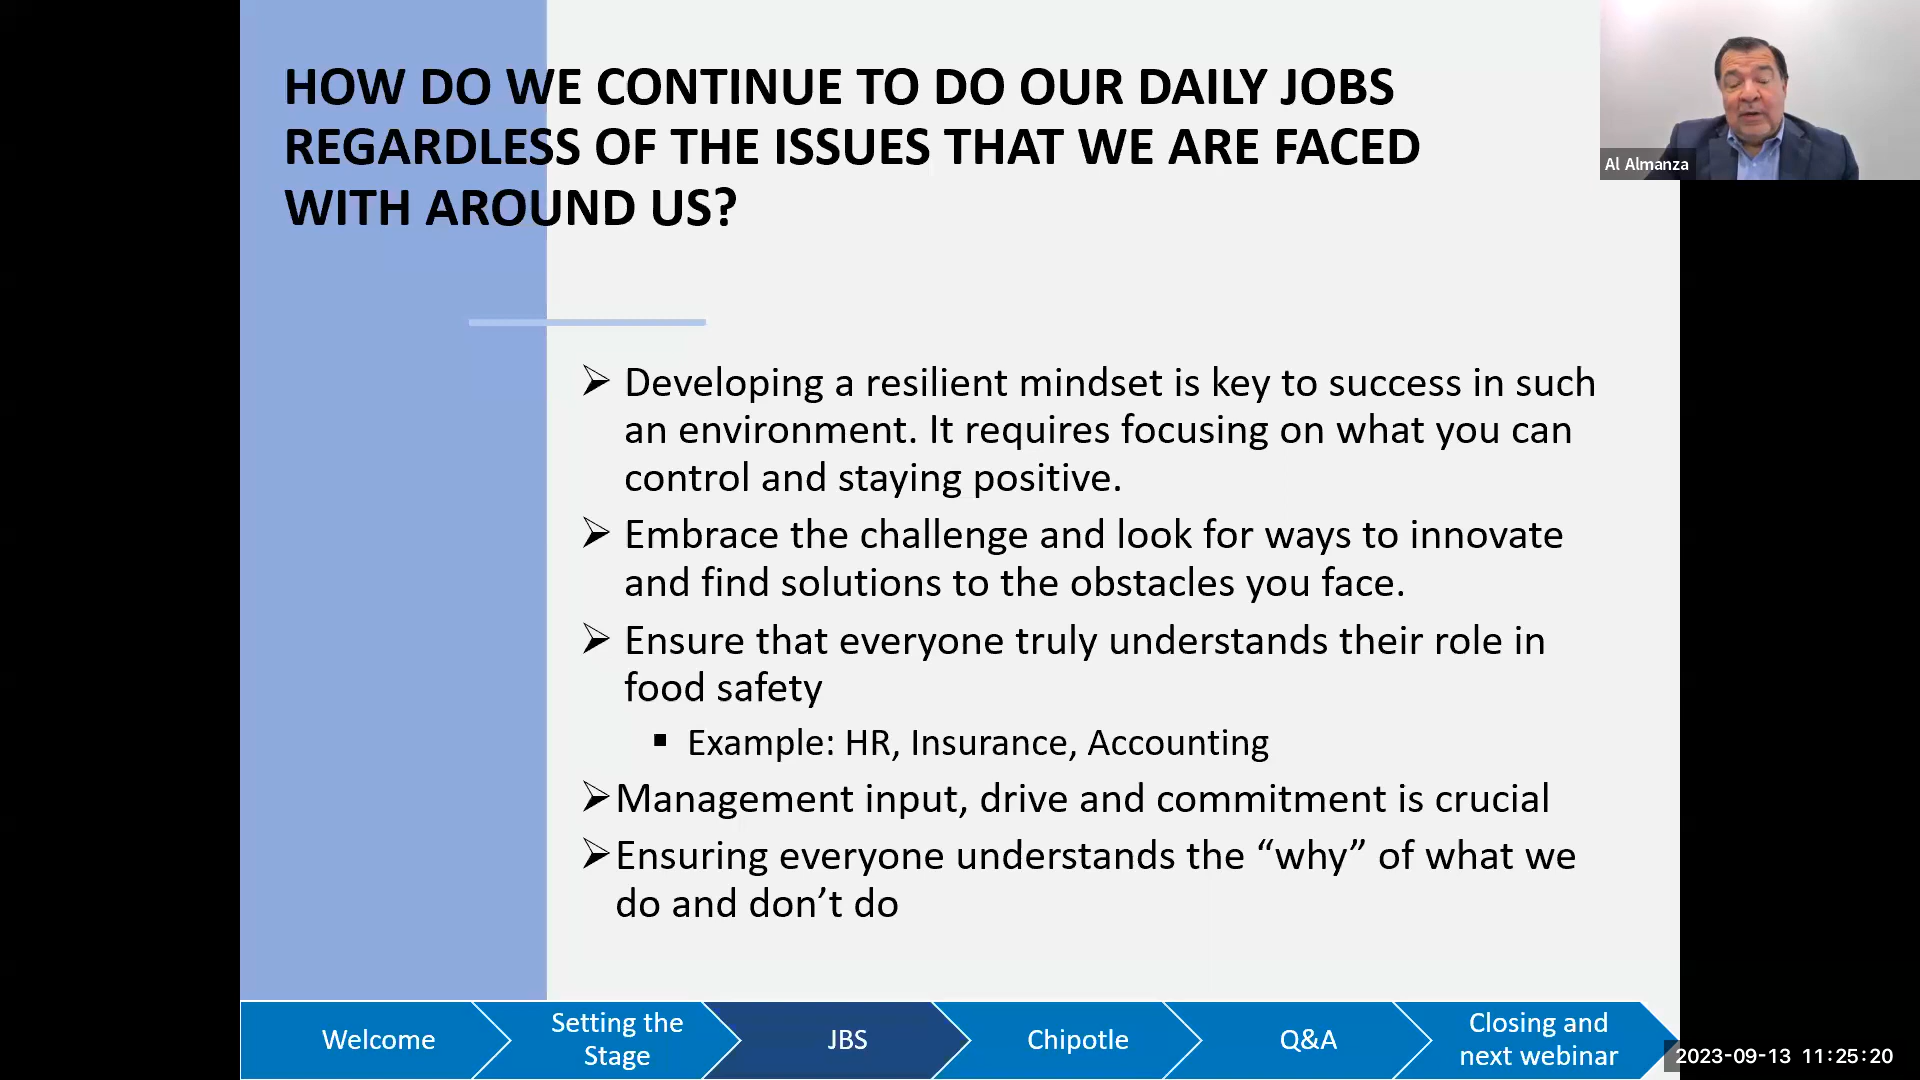 HOW DO WE CONTINUE TO DO OUR DAILY JOBS
REGARDLESS OF THE ISSUES THAT WE ARE FACED
WITH AROUND US?
Al Almanza
➢ Developing a resilient mindset is key to success in such
an environment. It requires focusing on what you can
control and staying positive.
➢ Embrace the challenge and look for ways to innovate
and find solutions to the obstacles you face.
➢ Ensure that everyone truly understands their role in
food safety
▪ Example: HR, Insurance, Accounting
➢Management input, drive and commitment is crucial
➢Ensuring everyone understands the “why” of what we
do and don’t do
Welcome
Setting the
Stage
JBS
Chipotle
Q&A
Closing and
next webinar
2023-09-13 11:25:20